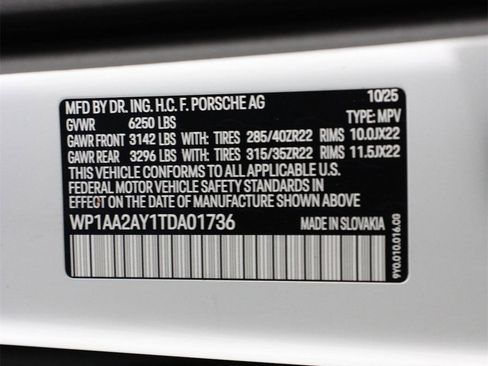 MFD BY DR. ING. H.C. F. PORSCHE AG 10/25
GVWR 6250 LBS TYPE: MPV
GAWR FRONT 3142 LBS WITH: TIRES 285/40ZR22 RIMS 10.0JX22
GAWR REAR 3296 LBS WITH: TIRES 315/35ZR22 RIMS 11.5JX22
THIS VEHICLE CONFORMS TO ALL APPLICABLE U.S.
FEDERAL MOTOR VEHICLE SAFETY STANDARDS IN
EFFECT ON THE DATE OF MANUFACTURE SHOWN ABOVE
WP1AA2AY1TDA01736 MADE IN SLOVAKIA
9Y0.010.016.CG